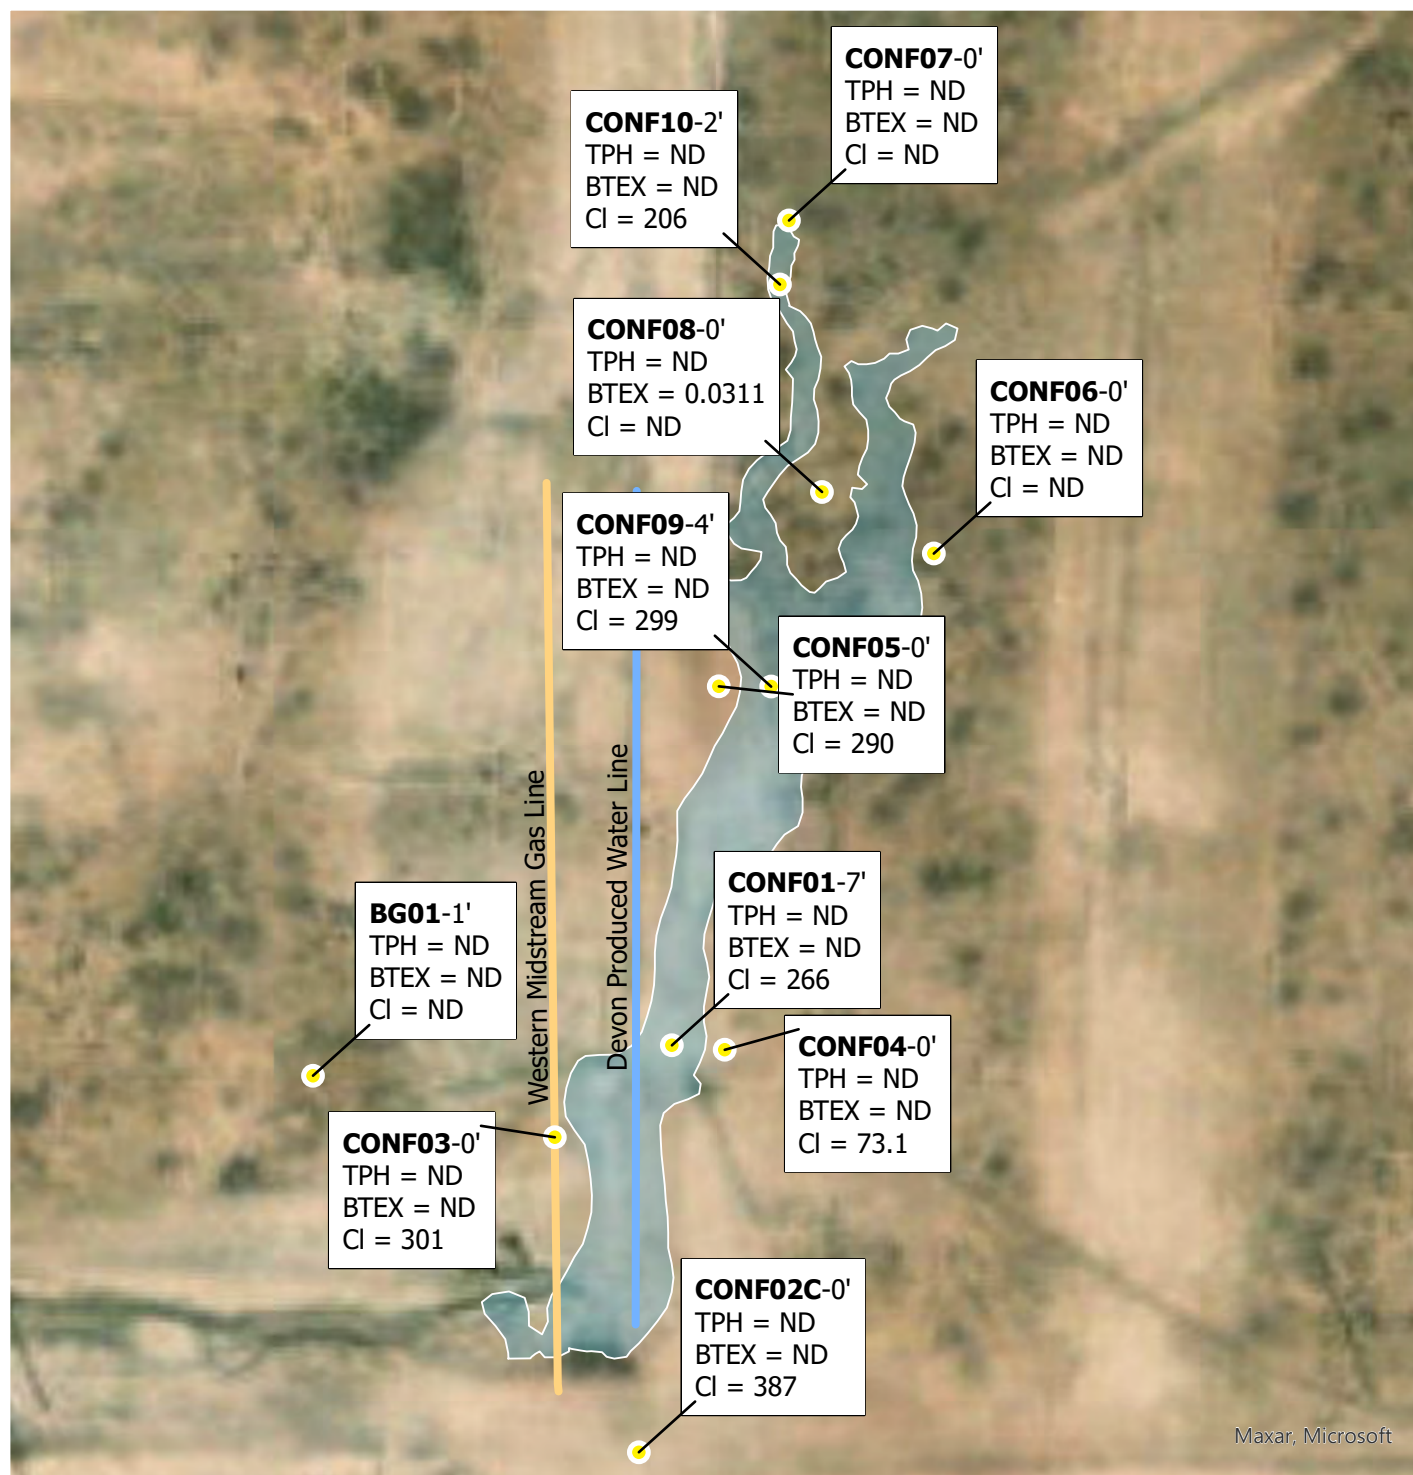 CONF07-0'
TPH = ND
BTEX = ND
Cl = ND
CONF10-2'
TPH = ND
BTEX = ND
Cl = 206
CONF08-0'
TPH = ND
BTEX = 0.0311
Cl = ND
CONF06-0'
TPH = ND
BTEX = ND
Cl = ND
CONF09-4'
TPH = ND
BTEX = ND
Cl = 299
CONF05-0'
TPH = ND
BTEX = ND
Cl = 290
Western Midstream Gas Line
Devon Produced Water Line
CONF01-7'
TPH = ND
BTEX = ND
Cl = 266
BG01-1'
TPH = ND
BTEX = ND
Cl = ND
CONF04-0'
TPH = ND
BTEX = ND
Cl = 73.1
CONF03-0'
TPH = ND
BTEX = ND
Cl = 301
CONF02C-0'
TPH = ND
BTEX = ND
Cl = 387
Maxar, Microsoft